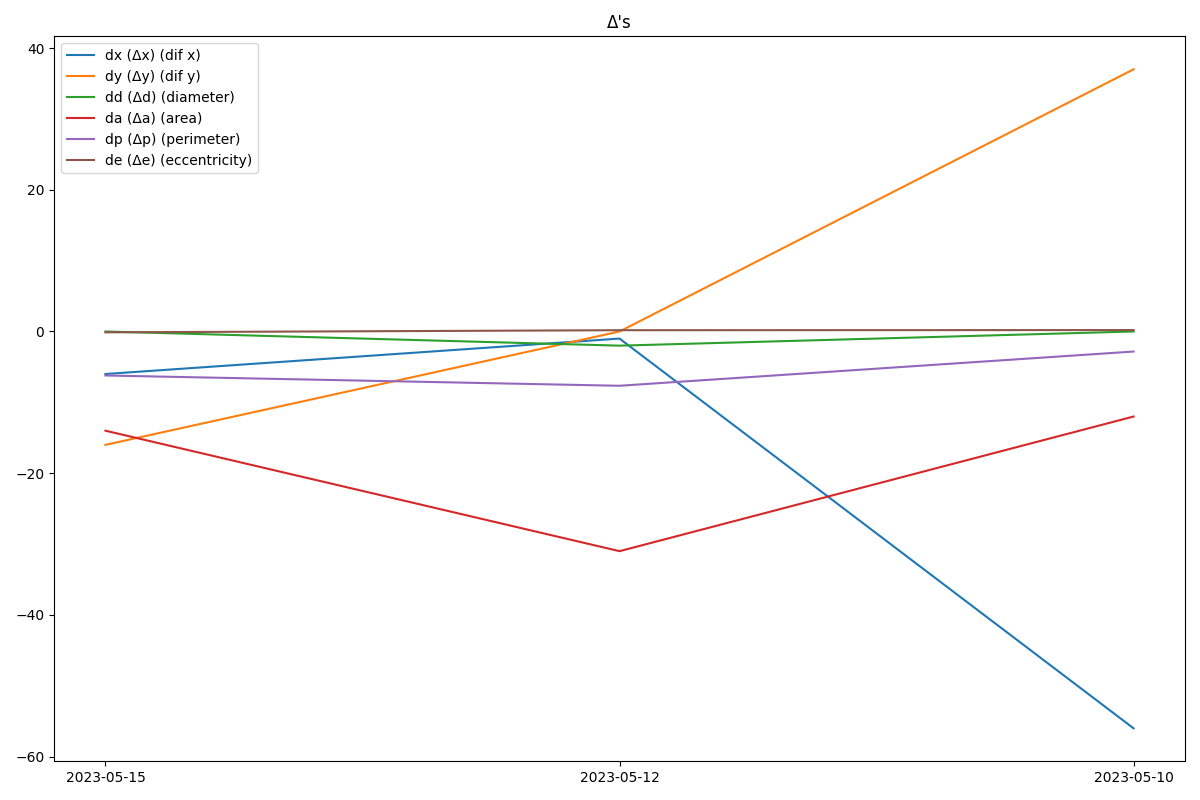 Δ's
dx (Δx) (dif x)
dy (Δy) (dif y)
dd (Δd) (diameter)
da (Δa) (area)
dp (Δp) (perimeter)
de (Δe) (eccentricity)
40
20
0
−20
−40
−60
2023-05-15 2023-05-12 2023-05-10